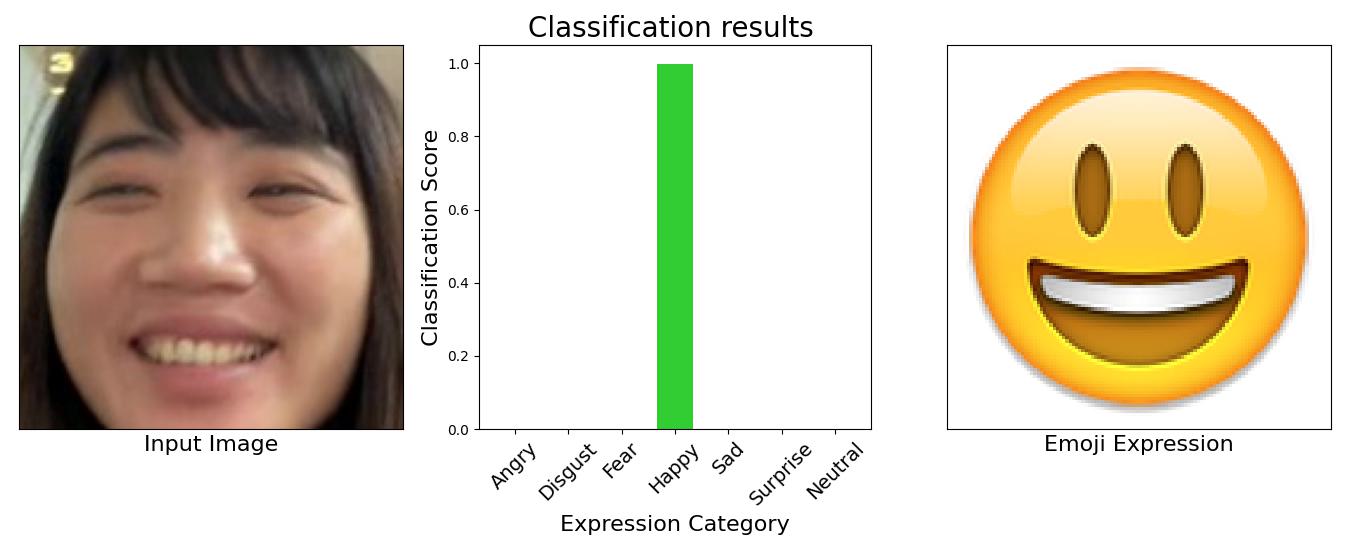 Classification results
3
1.0
0.8
0.6
0.4
0.2
0.0
Classification Score
Angry
Disgust
Fear
Happy
Sad
Surprise
Neutral
Input Image
Expression Category
Emoji Expression